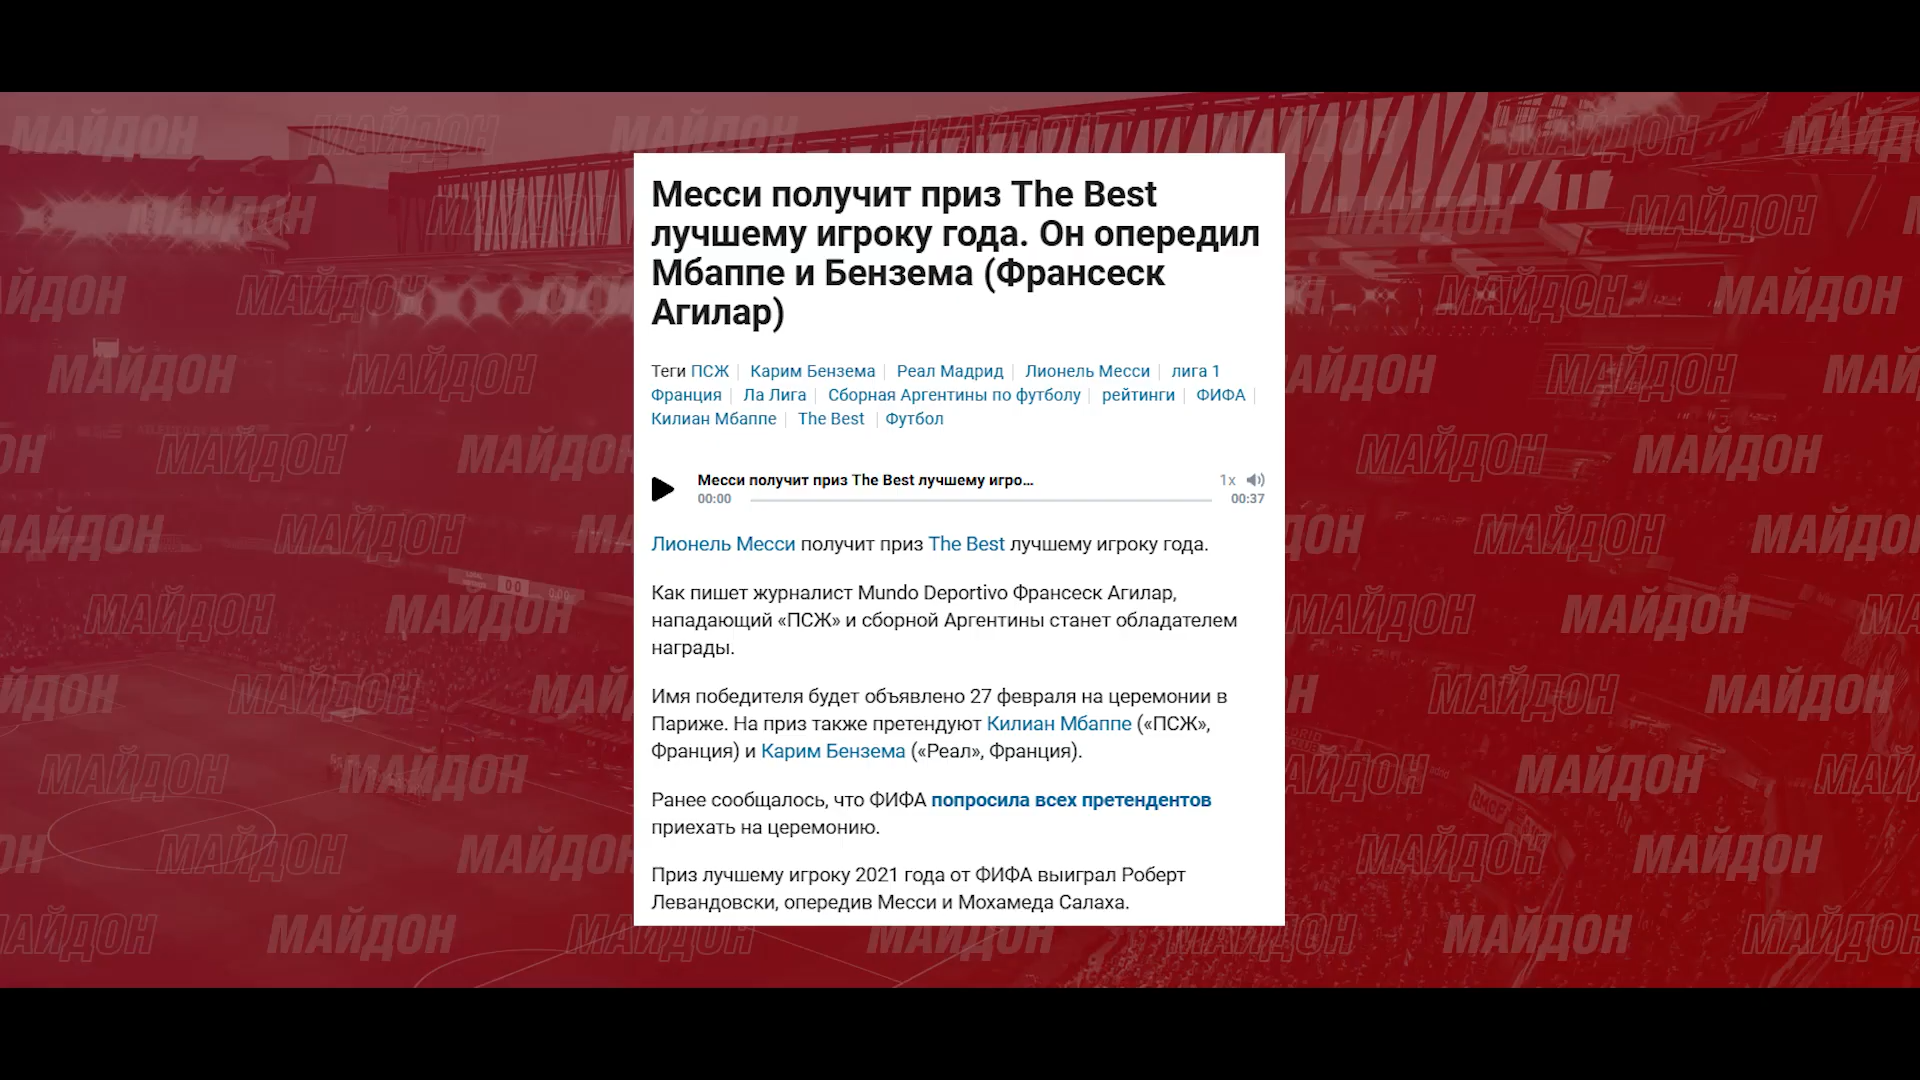 Месси получит приз The Best
лучшему игроку года. Он опередил
Мбаппе и Бензема (Франсеск
Агилар)
Теги ПСЖ | Карим Бензема | Реал Мадрид | Лионель Месси | лига 1
Франция | Ла Лига | Сборная Аргентины по футболу | рейтинги | ФИФА |
Килиан Мбаппе | The Best | Футбол
Месси получит приз The Best лучшему игро...
1x
00:00
00:37
Лионель Месси получит приз The Best лучшему игроку года.
Как пишет журналист Mundo Deportivo Франсеск Агилар,
нападающий «ПСЖ» и сборной Аргентины станет обладателем
награды.
Имя победителя будет объявлено 27 февраля на церемонии в
Париже. На приз также претендуют Килиан Мбаппе («ПСЖ»,
Франция) и Карим Бензема («Реал», Франция).
Ранее сообщалось, что ФИФА попросила всех претендентов
приехать на церемонию.
Приз лучшему игроку 2021 года от ФИФА выиграл Роберт
Левандовски, опередив Месси и Мохамеда Салаха.
МАЙДОН